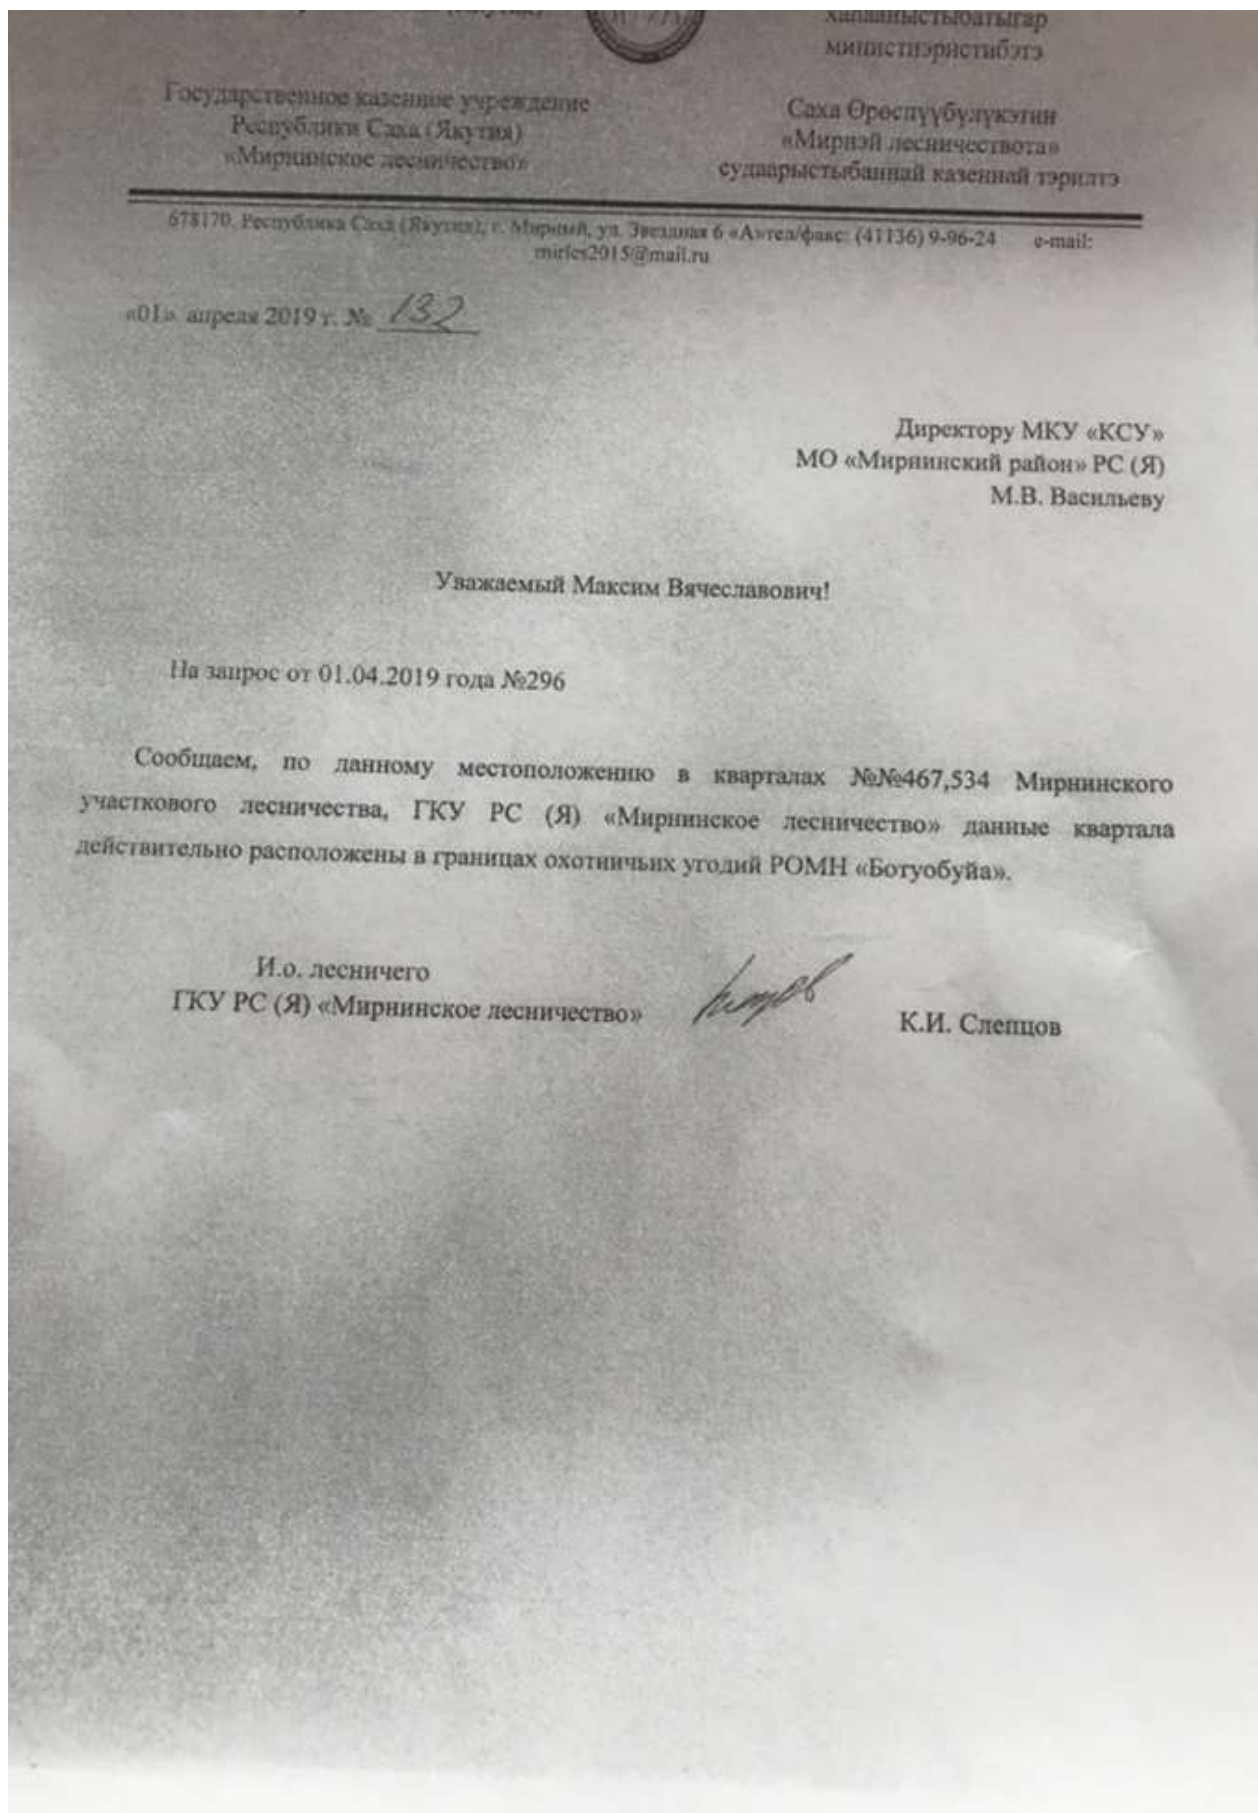 министиэристибэтэ
Государственное казенное учреждение
Республики Саха (Якутия)
«Мирнинское лесничество»
Саха Өрөспүүбүлүкэтин
«Мирнэй лесничествота»
судаарыстыбаннай казеннай тэрилтэ
678170, Республика Саха (Якутия), г. Мирный, ул. Звездная 6 «А»тел/факс: (41136) 9-96-24 e-mail:
mirles2015@mail.ru
«01» апреля 2019 г. № 132
Директору МКУ «КСУ»
МО «Мирнинский район» РС (Я)
М.В. Васильеву
Уважаемый Максим Вячеславович!
На запрос от 01.04.2019 года №296
Сообщаем, по данному местоположению в кварталах №№467,534 Мирнинского
участкового лесничества, ГКУ РС (Я) «Мирнинское лесничество» данные квартала
действительно расположены в границах охотничьих угодий РОМН «Ботуобуйа».
И.о. лесничего
ГКУ РС (Я) «Мирнинское лесничество»
К.И. Слепцов